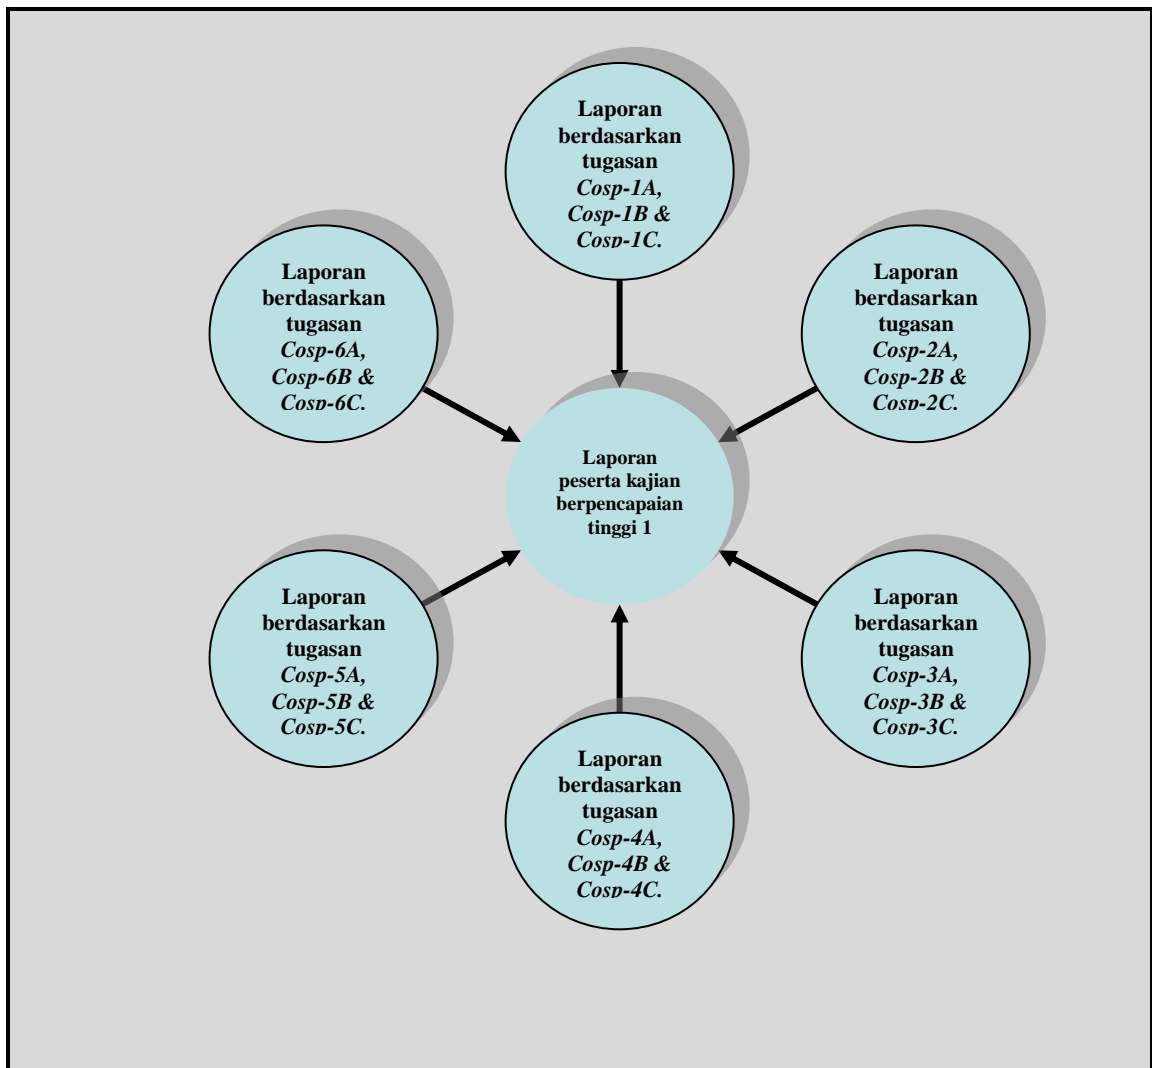 Laporan
berdasarkan
tugasan
Cosp-1A,
Cosp-1B &
Cosp-1C.
Laporan
berdasarkan
tugasan
Cosp-6A,
Cosp-6B &
Cosp-6C.
Laporan
berdasarkan
tugasan
Cosp-2A,
Cosp-2B &
Cosp-2C.
Laporan
peserta kajian
berpencapaian
tinggi 1
Laporan
berdasarkan
tugasan
Cosp-5A,
Cosp-5B &
Cosp-5C.
Laporan
berdasarkan
tugasan
Cosp-3A,
Cosp-3B &
Cosp-3C.
Laporan
berdasarkan
tugasan
Cosp-4A,
Cosp-4B &
Cosp-4C.